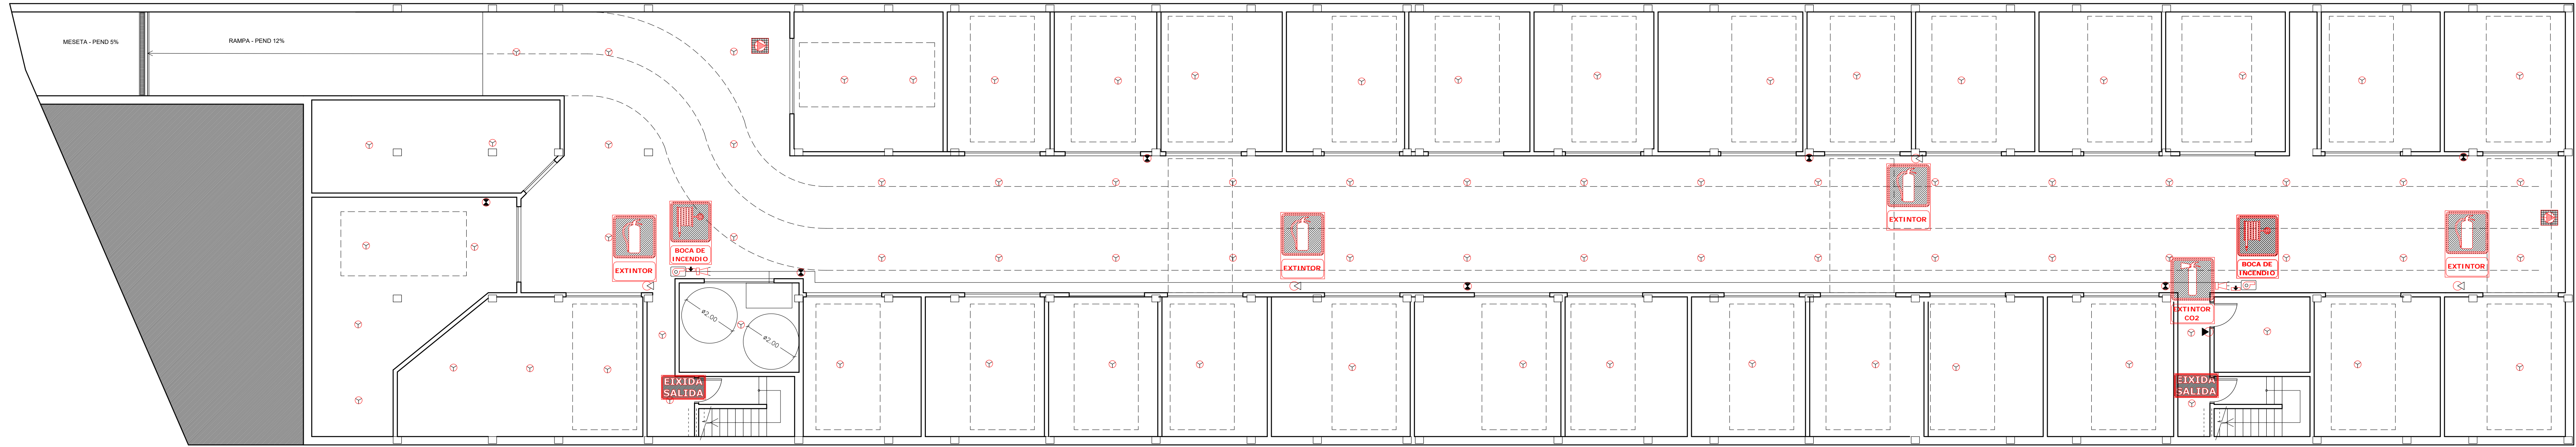 MESETA - PEND 5%
RAMPA - PEND 12%
EXTINTOR
BOCA DE
INCENDIO
EXTINTOR
EXTINTOR
BOCA DE
INCENDIO
EXTINTOR
EXTINTOR
CO2
ø2.00
ø2.00
EIXIDA
SALIDA
EIXIDA
SALIDA